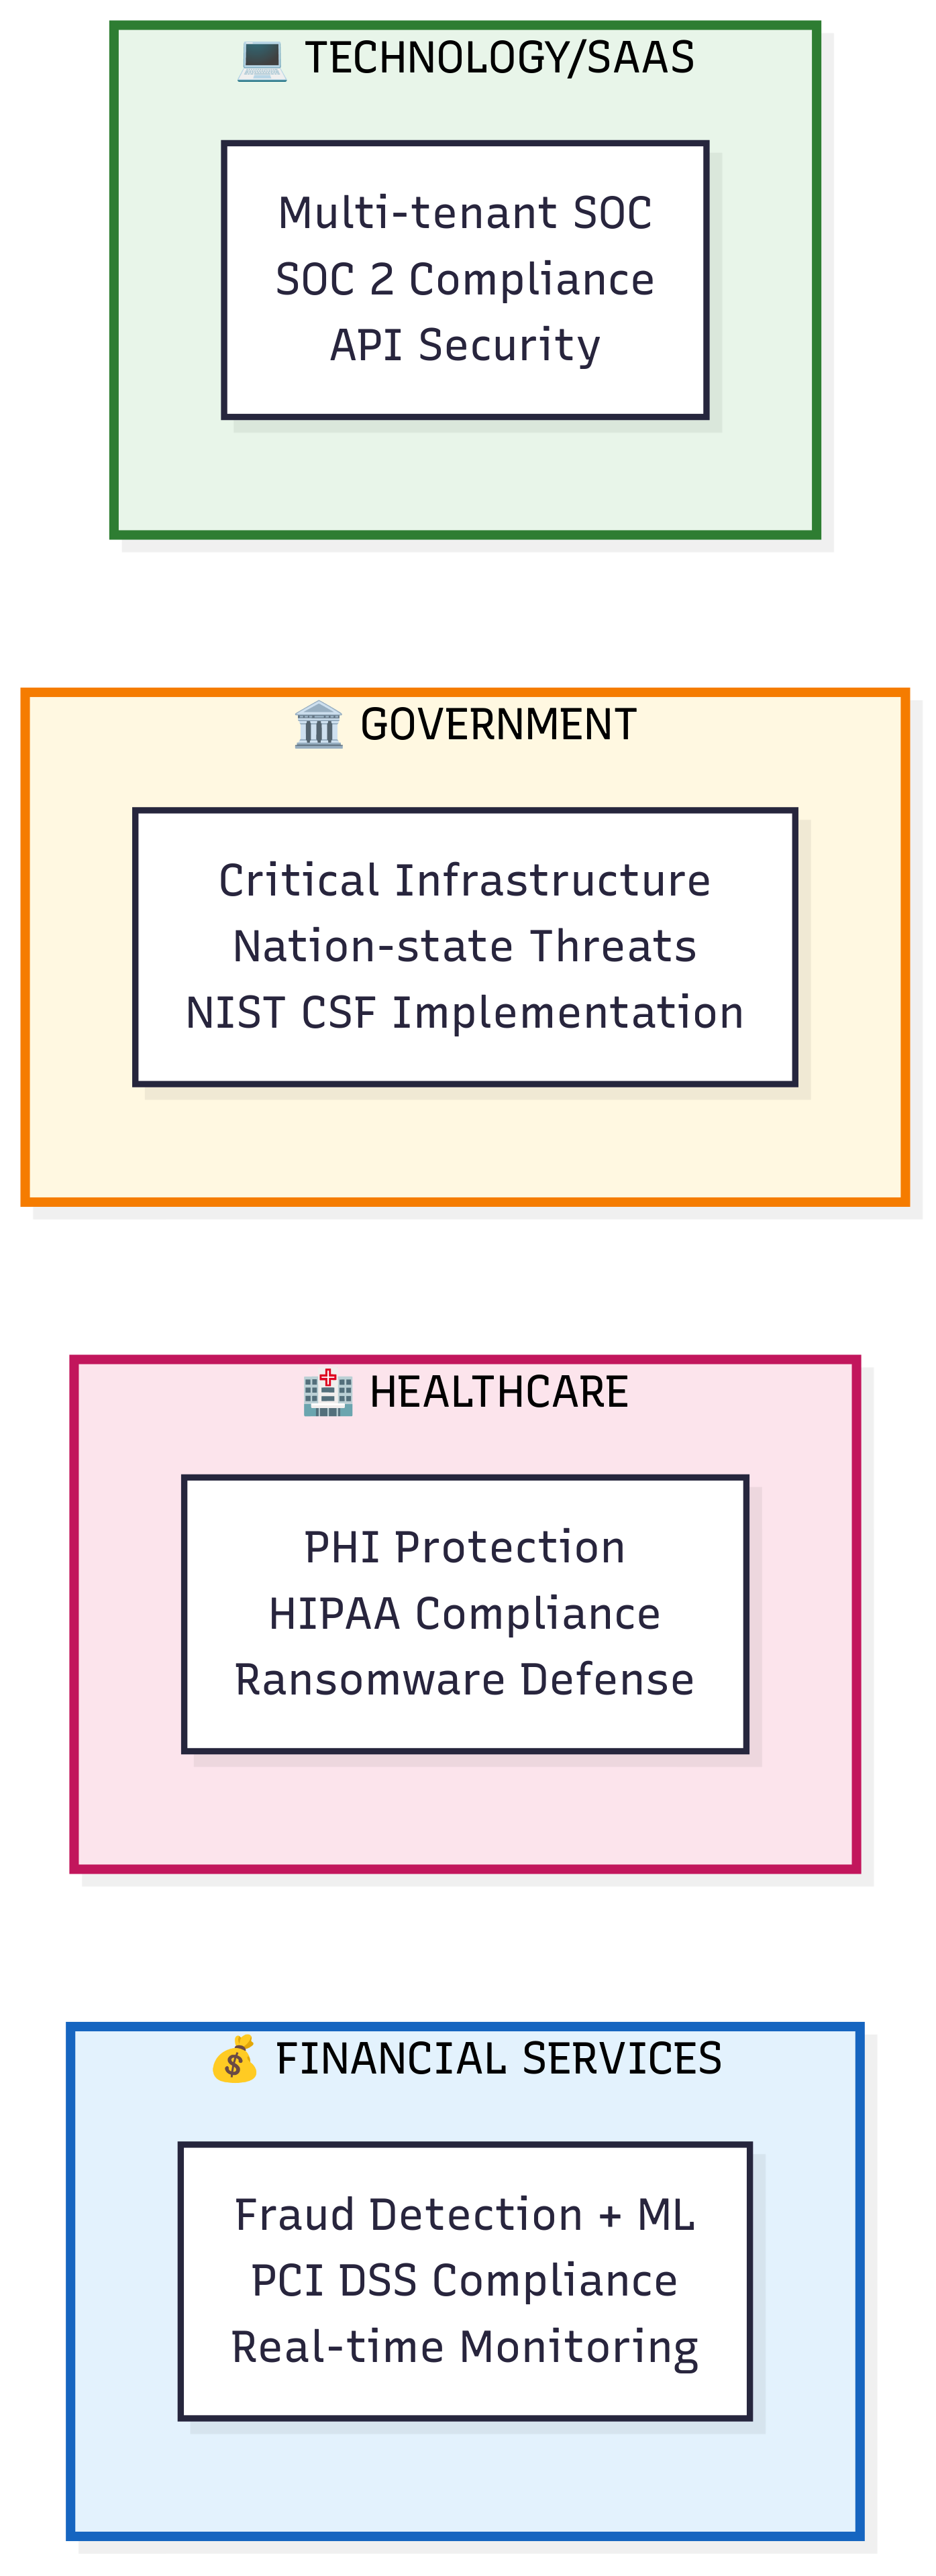 💻 TECHNOLOGY/SAAS
Multi-tenant SOC
SOC 2 Compliance
API Security
🏛️ GOVERNMENT
Critical Infrastructure
Nation-state Threats
NIST CSF Implementation
🏥 HEALTHCARE
PHI Protection
HIPAA Compliance
Ransomware Defense
💰 FINANCIAL SERVICES
Fraud Detection + ML
PCI DSS Compliance
Real-time Monitoring